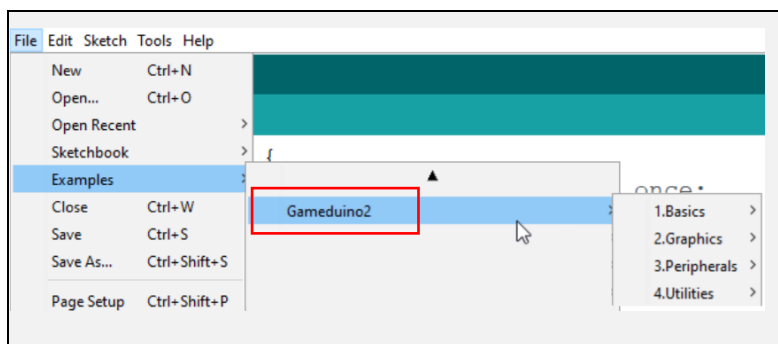 File Edit Sketch Tools Help
New Ctrl+N
Open... Ctrl+O
Open Recent >
Sketchbook > {
Examples >
once:
Close Ctrl+W Gameduino2 > 1.Basics >
Save Ctrl+S 2.Graphics >
Save As... Ctrl+Shift+S 3.Peripherals >
4.Utilities >
Page Setup Ctrl+Shift+P